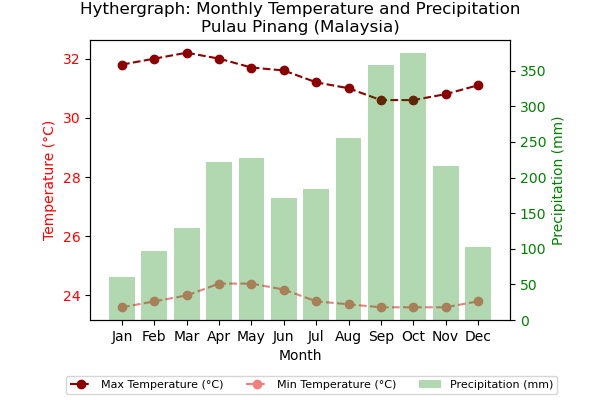 Hythergraph: Monthly Temperature and Precipitation
Pulau Pinang (Malaysia)
Temperature (°C)
32
30
28
26
24
Precipitation (mm)
350
300
250
200
150
100
50
0
Jan Feb Mar Apr May Jun Jul Aug Sep Oct Nov Dec
Month
Max Temperature (°C) Min Temperature (°C) Precipitation (mm)